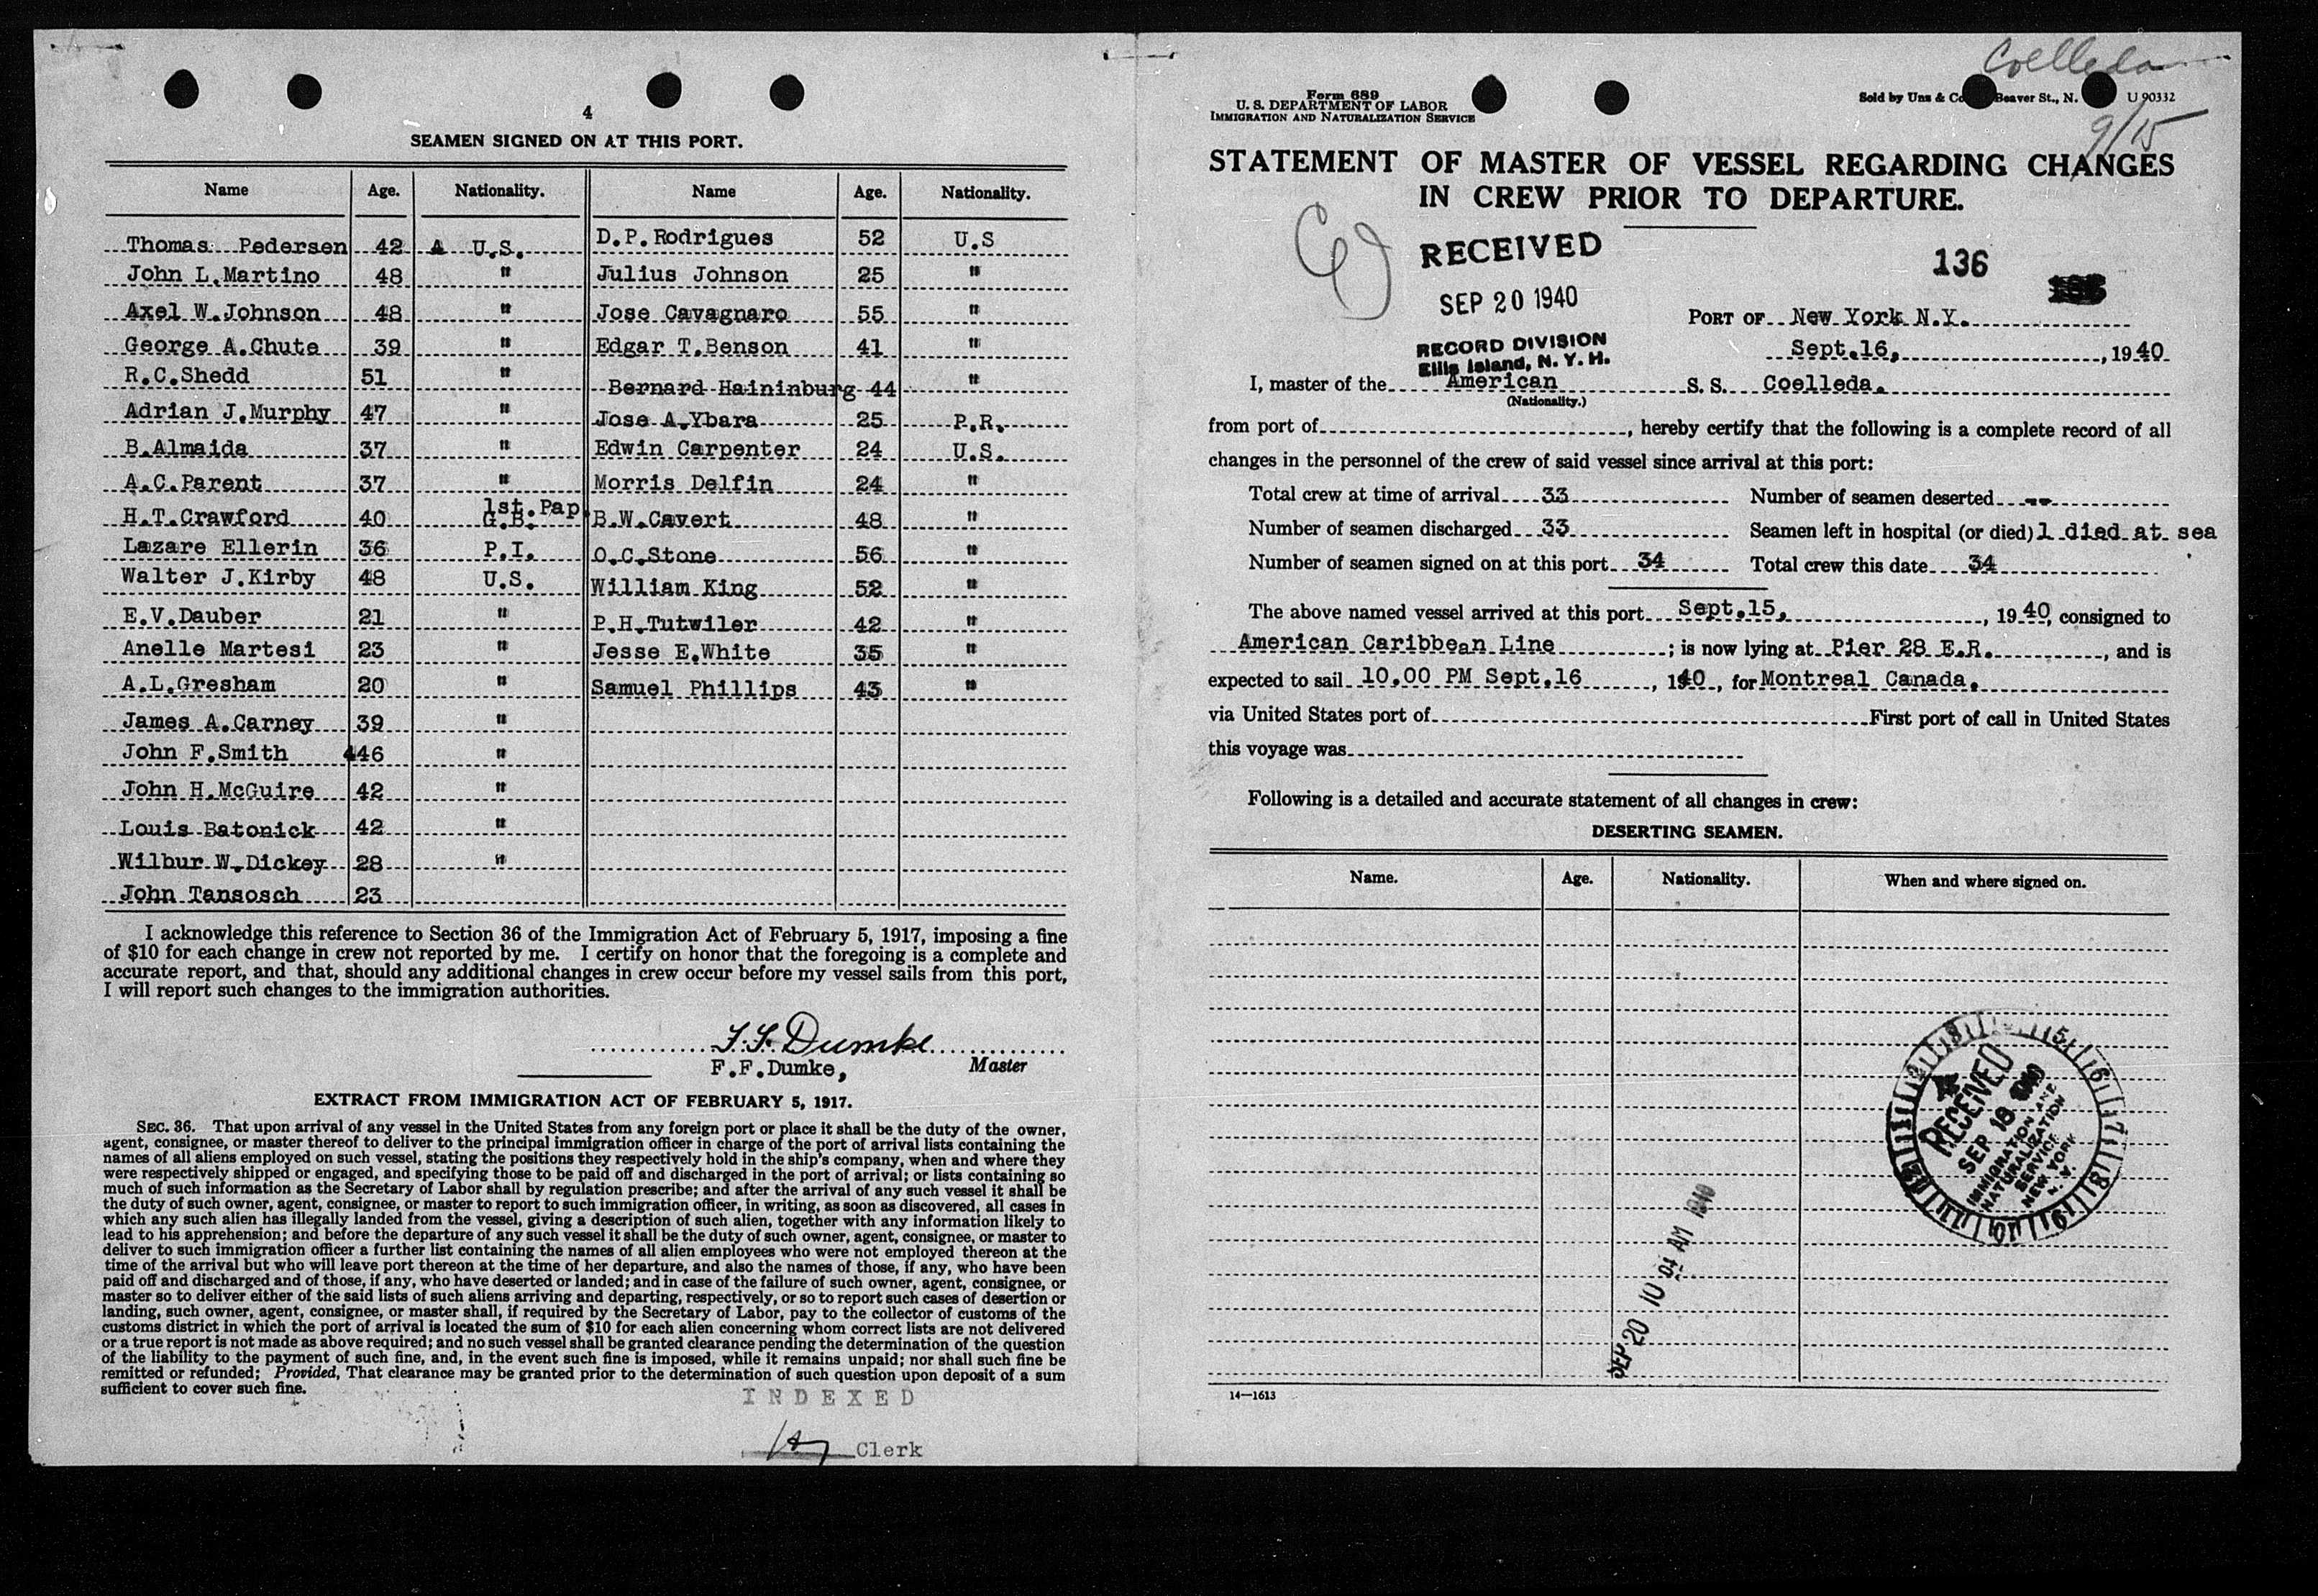 4
SEAMEN SIGNED ON AT THIS PORT.
Name Age. Nationality. Name Age. Nationality.
Thomas Pedersen 42 A U.S. D.P.Rodrigues 52 U.S
John L.Martino 48 " Julius Johnson 25 "
Axel W.Johnson 48 " Jose Cavagnaro 55 "
George A.Chute 39 " Edgar T.Benson 41 "
R.C.Shedd 51 " Bernard Haininburg 44 "
Adrian J.Murphy 47 " Jose A.Ybara 25 P.R.
B.Almaida 37 " Edwin Carpenter 24 U.S.
A.C.Parent 37 " Morris Delfin 24 "
H.T.Crawford 40 1st.Pap. G.B. B.W.Cavert 48 "
Lazare Ellerin 36 P.I. O.C.Stone 56 "
Walter J.Kirby 48 U.S. William King 52 "
E.V.Dauber 21 " P.H.Tutwiler 42 "
Anelle Martesi 23 " Jesse E.White 35 "
A.L.Gresham 20 " Samuel Phillips 43 "
James A.Carney 39 "
John F.Smith 446 "
John H.McGuire 42 "
Louis Batonick 42 "
Wilbur W.Dickey 28 "
John Tansosch 23
I acknowledge this reference to Section 36 of the Immigration Act of February 5, 1917, imposing a fine
of $10 for each change in crew not reported by me. I certify on honor that the foregoing is a complete and
accurate report, and that, should any additional changes in crew occur before my vessel sails from this port,
I will report such changes to the immigration authorities.
F.F.Dumke
F.F.Dumke, Master
EXTRACT FROM IMMIGRATION ACT OF FEBRUARY 5, 1917.
SEC. 36. That upon arrival of any vessel in the United States from any foreign port or place it shall be the duty of the owner,
agent, consignee, or master thereof to deliver to the principal immigration officer in charge of the port of arrival lists containing the
names of all aliens employed on such vessel, stating the positions they respectively hold in the ship's company, when and where they
were respectively shipped or engaged, and specifying those to be paid off and discharged in the port of arrival; or lists containing so
much of such information as the Secretary of Labor shall by regulation prescribe; and after the arrival of any such vessel it shall be
the duty of such owner, agent, consignee, or master to report to such immigration officer, in writing, as soon as discovered, all cases in
which any such alien has illegally landed from the vessel, giving a description of such alien, together with any information likely to
lead to his apprehension; and before the departure of any such vessel it shall be the duty of such owner, agent, consignee, or master to
deliver to such immigration officer a further list containing the names of all alien employees who were not employed thereon at the
time of the arrival but who will leave port thereon at the time of her departure, and also the names of those, if any, who have been
paid off and discharged and of those, if any, who have deserted or landed; and in case of the failure of such owner, agent, consignee, or
master so to deliver either of the said lists of such aliens arriving and departing, respectively, or so to report such cases of desertion or
landing, such owner, agent, consignee, or master shall, if required by the Secretary of Labor, pay to the collector of customs of the
customs district in which the port of arrival is located the sum of $10 for each alien concerning whom correct lists are not delivered
or a true report is not made as above required; and no such vessel shall be granted clearance pending the determination of the question
of the liability to the payment of such fine, and, in the event such fine is imposed, while it remains unpaid; nor shall such fine be
remitted or refunded; Provided, That clearance may be granted prior to the determination of such question upon deposit of a sum
sufficient to cover such fine.
INDEXED
Clerk
Coelleda
9/15
Form 689
U. S. DEPARTMENT OF LABOR
IMMIGRATION AND NATURALIZATION SERVICE
Sold by Unz & Co Beaver St., N. U 90332
STATEMENT OF MASTER OF VESSEL REGARDING CHANGES
IN CREW PRIOR TO DEPARTURE.
RECEIVED
SEP 20 1940
RECORD DIVISION
Ellis Island, N. Y. H.
136
PORT OF New York N.Y.
Sept.16, , 1940
I, master of the American S. S. Coelleda.
(Nationality.)
from port of , hereby certify that the following is a complete record of all
changes in the personnel of the crew of said vessel since arrival at this port:
Total crew at time of arrival 33 Number of seamen deserted --
Number of seamen discharged 33 Seamen left in hospital (or died) 1 died at sea
Number of seamen signed on at this port 34 Total crew this date 34
The above named vessel arrived at this port Sept.15, , 1940, consigned to
American Caribbean Line ; is now lying at Pier 28 E.R. , and is
expected to sail 10.00 PM Sept.16 , 1940, for Montreal Canada.
via United States port of First port of call in United States
this voyage was
Following is a detailed and accurate statement of all changes in crew:
DESERTING SEAMEN.
Name. Age. Nationality. When and where signed on.
RECEIVED
SEP 18 1940
IMMIGRATION AND
NATURALIZATION
SERVICE
NEW YORK
N.Y.
SEP 20 10 04 AM 1940
14—1613